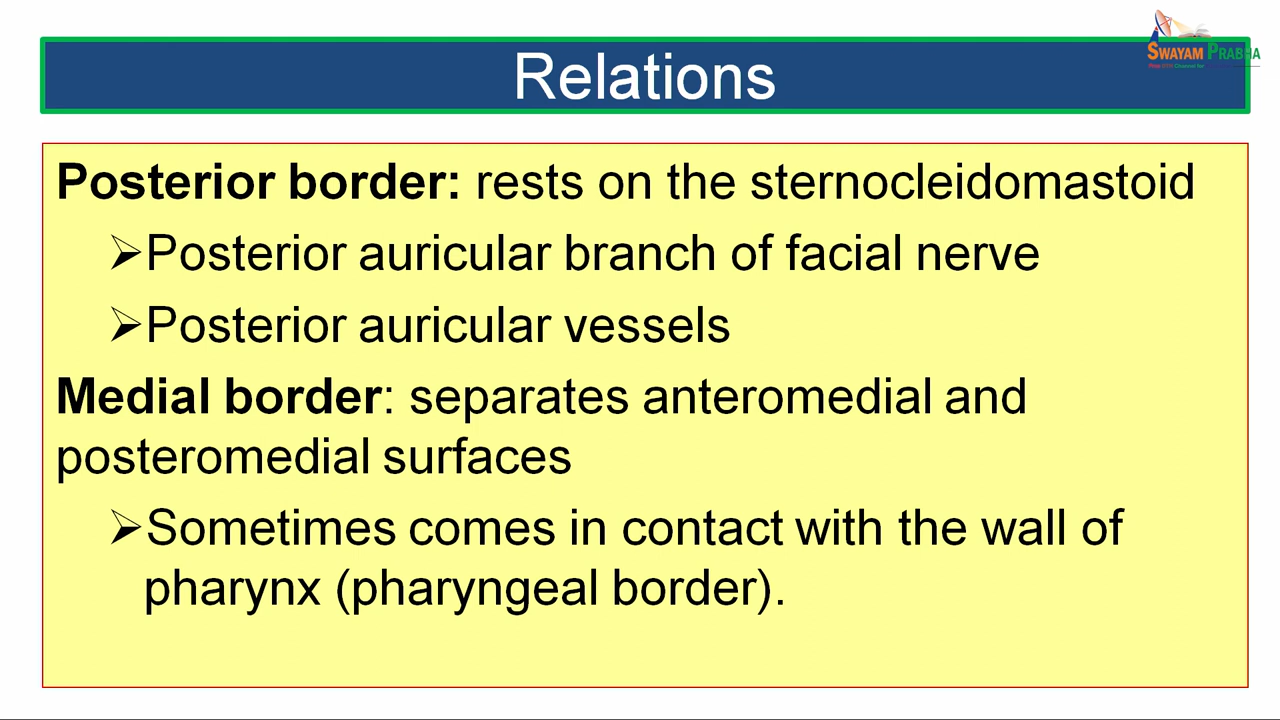 SWAYAM PRABHA
Relations
Posterior border: rests on the sternocleidomastoid
➢Posterior auricular branch of facial nerve
➢Posterior auricular vessels
Medial border: separates anteromedial and
posteromedial surfaces
➢Sometimes comes in contact with the wall of
pharynx (pharyngeal border).